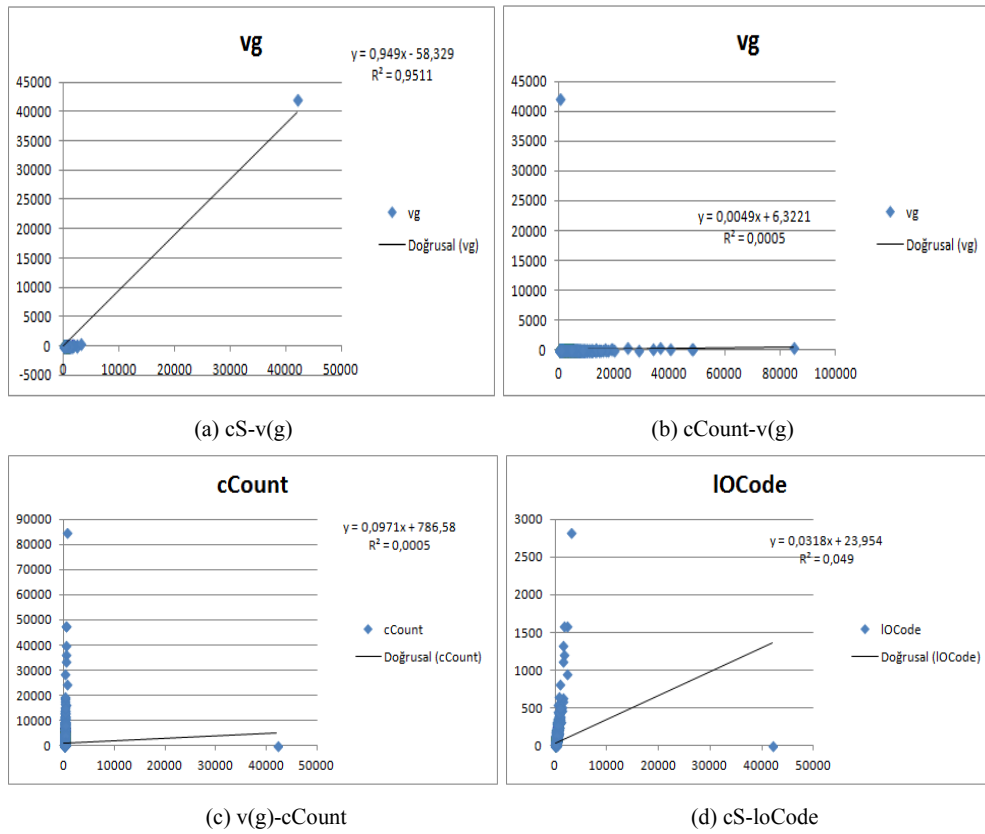 vg
y = 0,949x - 58,329
R² = 0,9511
45000
40000
35000
30000
25000
20000
15000
10000
5000
0
-5000
0 10000 20000 30000 40000 50000
vg
Doğrusal (vg)
(a) cS-v(g)
vg
45000
40000
35000
30000
25000
20000
15000
10000
5000
0
0 20000 40000 60000 80000 100000
y = 0,0049x + 6,3221
R² = 0,0005
vg
Doğrusal (vg)
(b) cCount-v(g)
cCount
y = 0,0971x + 786,58
R² = 0,0005
90000
80000
70000
60000
50000
40000
30000
20000
10000
0
0 10000 20000 30000 40000 50000
cCount
Doğrusal (cCount)
(c) v(g)-cCount
lOCode
y = 0,0318x + 23,954
R² = 0,049
3000
2500
2000
1500
1000
500
0
0 10000 20000 30000 40000 50000
lOCode
Doğrusal (lOCode)
(d) cS-loCode